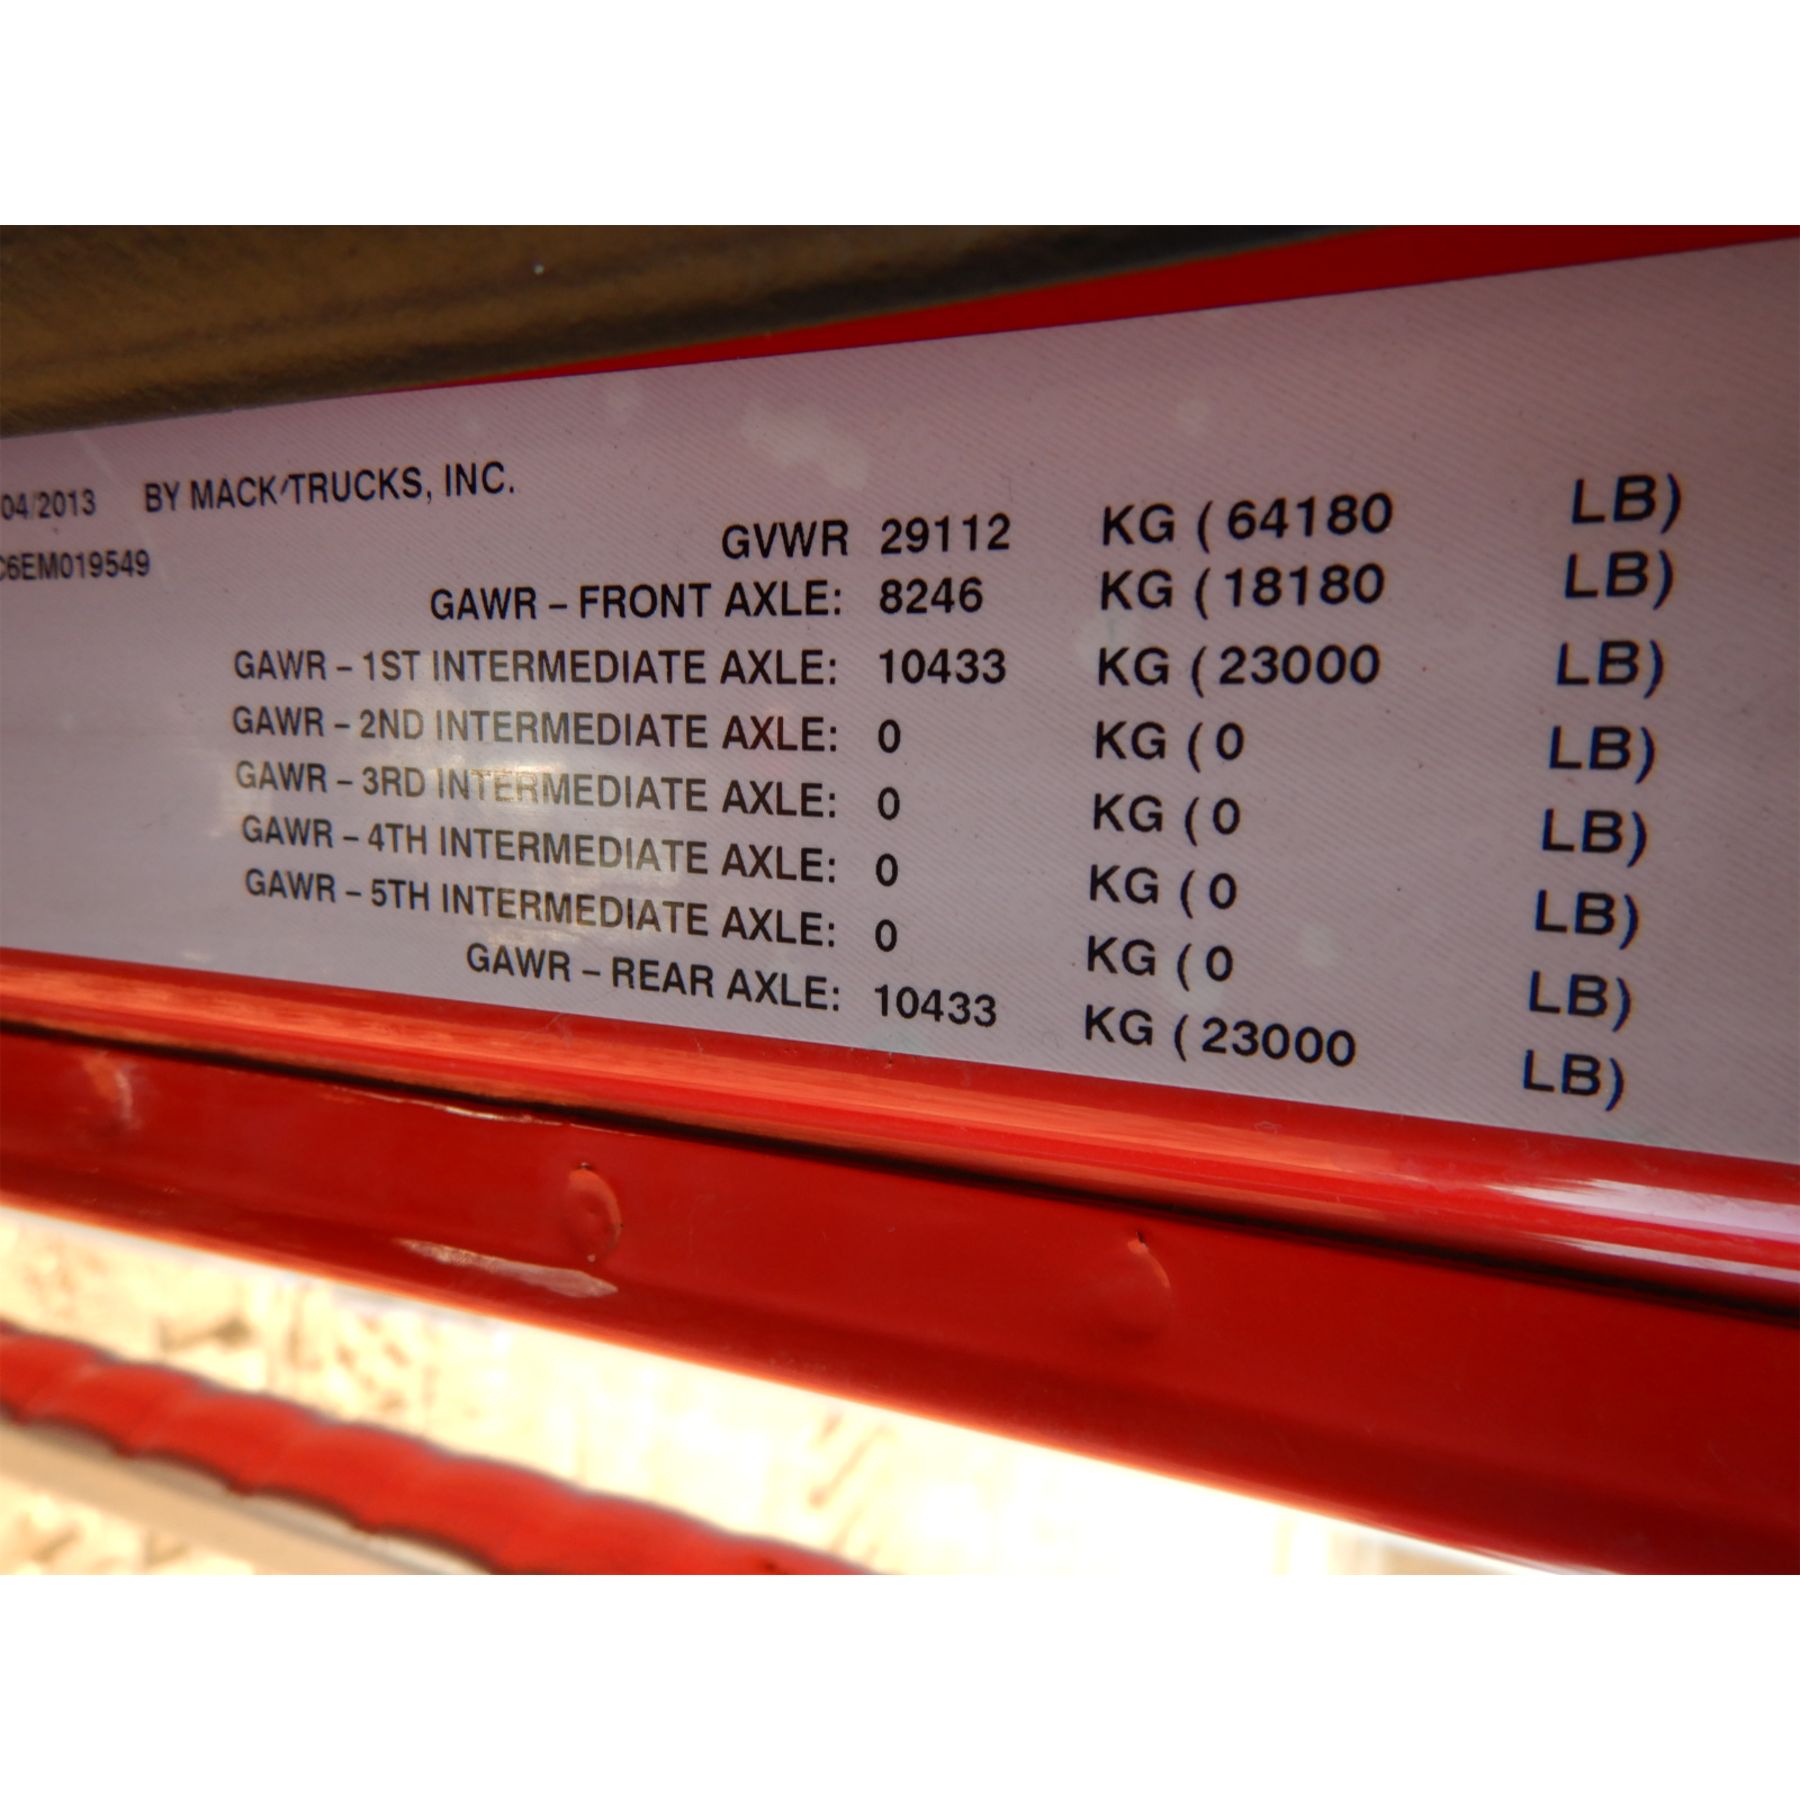 04/2013 BY MACK TRUCKS, INC.
C6EM019549
GVWR 29112 KG (64180 LB)
GAWR – FRONT AXLE: 8246 KG (18180 LB)
GAWR – 1ST INTERMEDIATE AXLE: 10433 KG (23000 LB)
GAWR – 2ND INTERMEDIATE AXLE: 0 KG (0 LB)
GAWR – 3RD INTERMEDIATE AXLE: 0 KG (0 LB)
GAWR – 4TH INTERMEDIATE AXLE: 0 KG (0 LB)
GAWR – 5TH INTERMEDIATE AXLE: 0 KG (0 LB)
GAWR – REAR AXLE: 10433 KG (23000 LB)